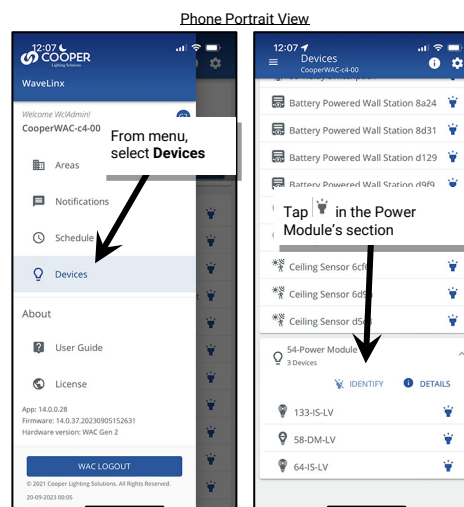 Phone Portrait View
12:07
COOPER
Lighting Solutions
WaveLinx
Welcome WclAdmin!
CooperWAC-c4-00
From menu,
select Devices
Areas
Notifications
Schedule
Devices
About
User Guide
License
App: 14.0.0.28
Firmware: 14.0.37.20230905152631
Hardware version: WAC Gen 2
WAC LOGOUT
© 2021 Cooper Lighting Solutions. All Rights Reserved.
20-09-2023 00:05
12:07
Devices
CooperWAC-c4-00
Battery Powered Wall Station 8a24
Battery Powered Wall Station 8d31
Battery Powered Wall Station d129
Battery Powered Wall Station d9f9
Tap in the Power
Module's section
Ceiling Sensor
Ceiling Sensor
Ceiling Sensor
54-Power Module
3 Devices
IDENTIFY
DETAILS
133-IS-LV
58-DM-LV
64-IS-LV